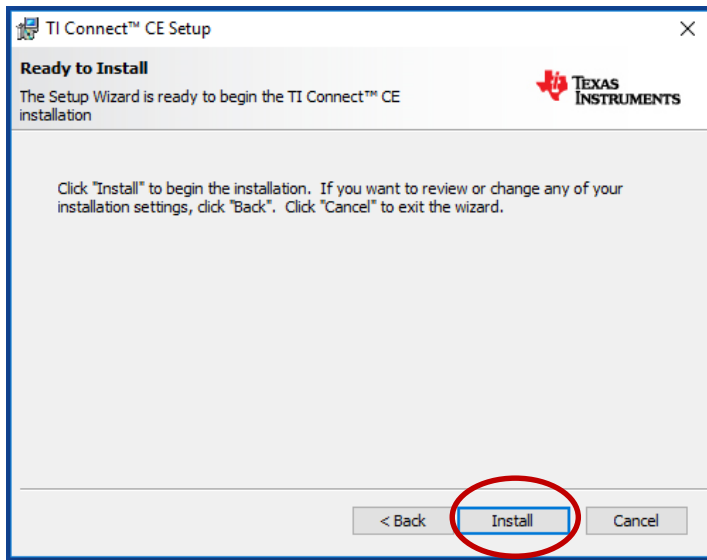 TI Connect™ CE Setup
Ready to Install
The Setup Wizard is ready to begin the TI Connect™ CE
installation
TEXAS
INSTRUMENTS
Click "Install" to begin the installation.  If you want to review or change any of your
installation settings, click "Back".  Click "Cancel" to exit the wizard.
< Back Install Cancel